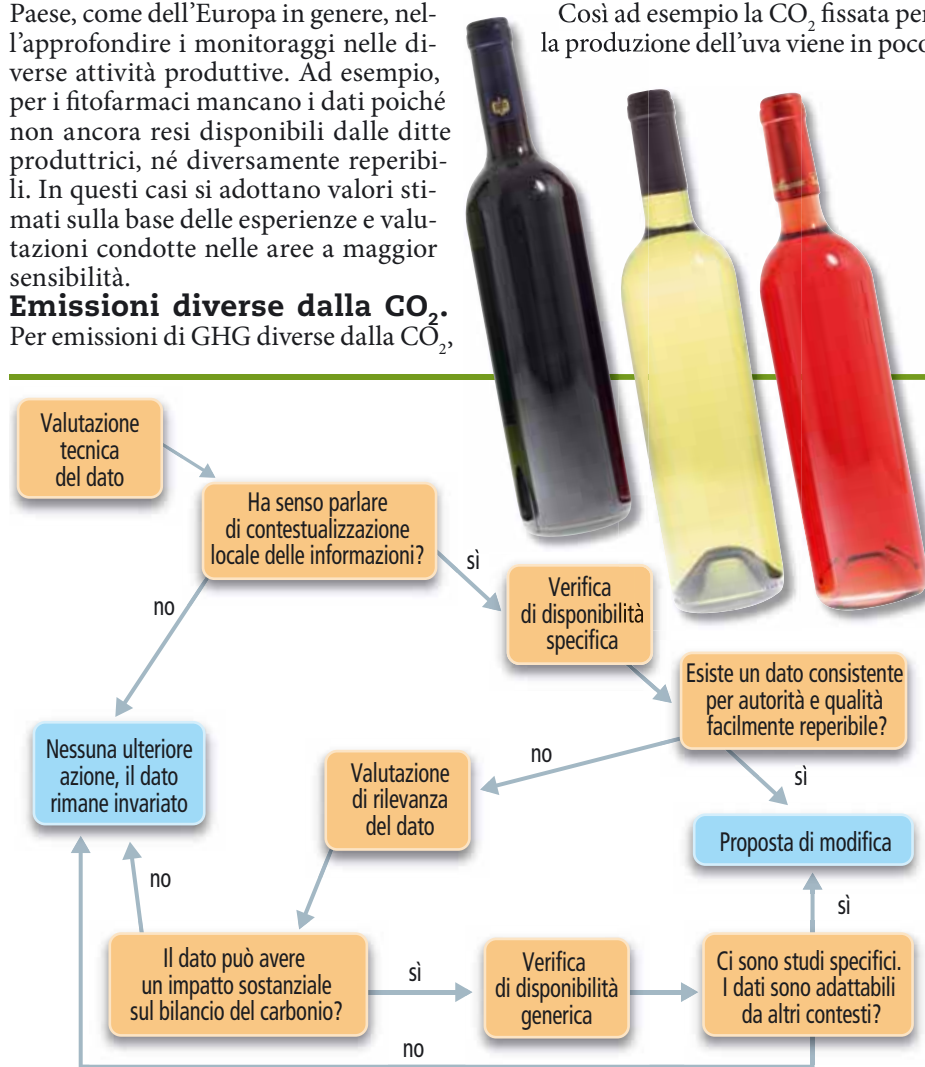 Paese, come dell'Europa in genere, nel-
l'approfondire i monitoraggi nelle di-
verse attività produttive. Ad esempio,
per i fitofarmaci mancano i dati poiché
non ancora resi disponibili dalle ditte
produttrici, né diversamente reperibi-
li. In questi casi si adottano valori sti-
mati sulla base delle esperienze e valu-
tazioni condotte nelle aree a maggior
sensibilità.
Emissioni diverse dalla CO₂.
Per emissioni di GHG diverse dalla CO₂,
Così ad esempio la CO₂ fissata per
la produzione dell'uva viene in poco
Valutazione
tecnica
del dato
Ha senso parlare
di contestualizzazione
locale delle informazioni?
sì
no
Verifica
di disponibilità
specifica
Esiste un dato consistente
per autorità e qualità
facilmente reperibile?
no
sì
Nessuna ulteriore
azione, il dato
rimane invariato
Valutazione
di rilevanza
del dato
Proposta di modifica
no
sì
Il dato può avere
un impatto sostanziale
sul bilancio del carbonio?
sì
Verifica
di disponibilità
generica
Ci sono studi specifici.
I dati sono adattabili
da altri contesti?
no